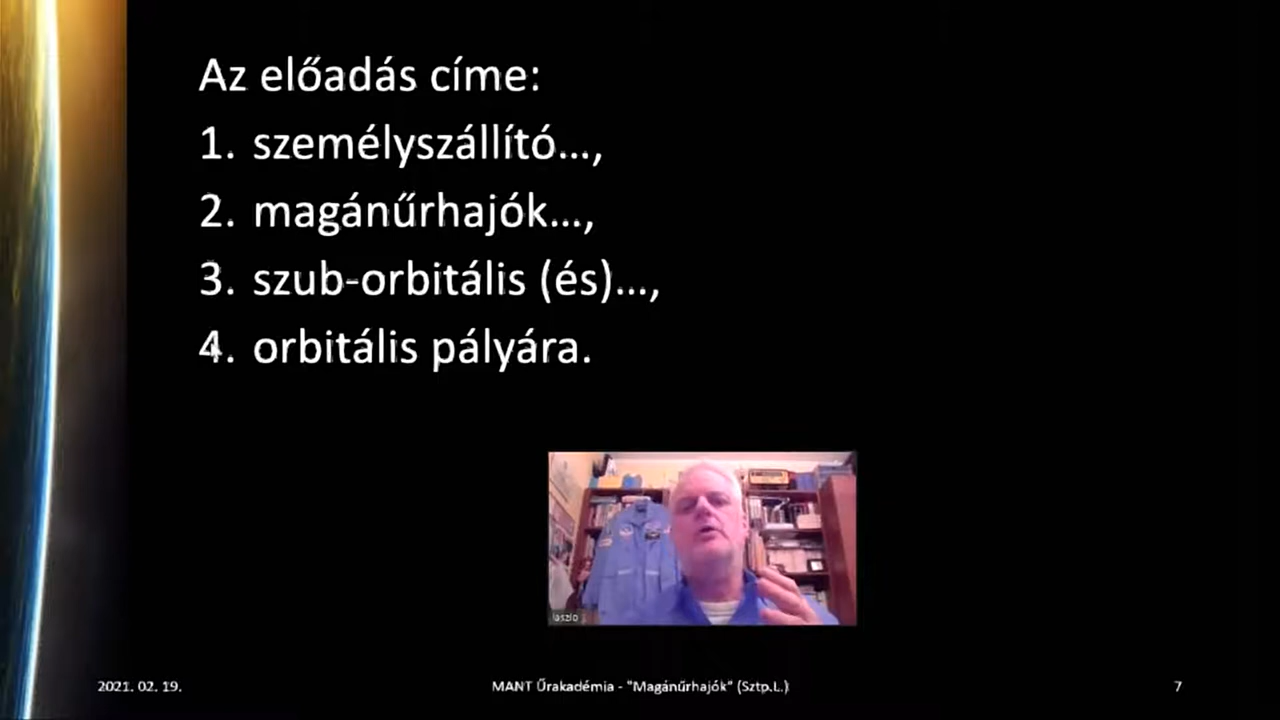 Az előadás címe:
1. személyszállító...,
2. magánűrhajók...,
3. szub-orbitális (és)...,
4. orbitális pályára.
laszlo
2021. 02. 19.
MANT Űrakadémia - "Magánűrhajók" (Sztp.L.)
7